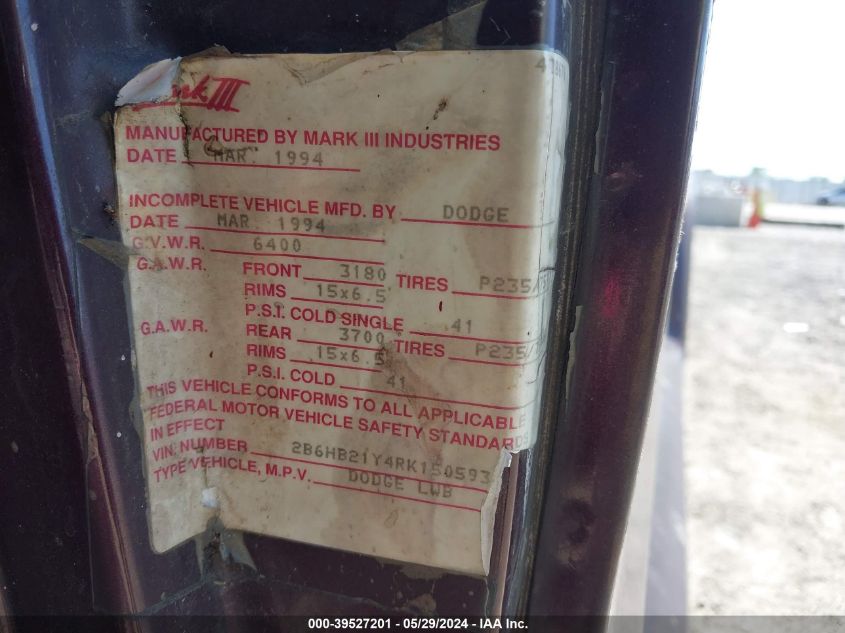 III
MANUFACTURED BY MARK III INDUSTRIES
DATE MAR. 1994
INCOMPLETE VEHICLE MFD. BY DODGE
DATE MAR 1994
G.V.W.R. 6400
G.A.W.R. FRONT 3180 TIRES P235/
RIMS 15x6.5
P.S.I. COLD SINGLE 41
G.A.W.R. REAR 3700 TIRES P235/
RIMS 15x6.5
P.S.I. COLD 41
THIS VEHICLE CONFORMS TO ALL APPLICABLE
FEDERAL MOTOR VEHICLE SAFETY STANDARDS
IN EFFECT
VIN: NUMBER 2B6HB21Y4RK150593
TYPE VEHICLE, M.P.V. DODGE LWB
000-39527201 - 05/29/2024 - IAA Inc.